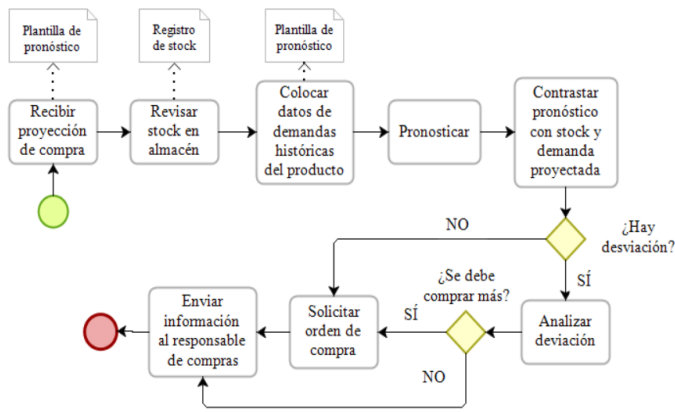 Plantilla de
pronóstico
Registro
de stock
Plantilla de
pronóstico
Recibir
proyección
de compra
Revisar
stock en
almacén
Colocar
datos de
demandas
históricas
del producto
Pronosticar
Contrastar
pronóstico
con stock y
demanda
proyectada
NO
¿Hay
desviación?
SÍ
¿Se debe
comprar más?
Enviar
información
al responsable
de compras
Solicitar
orden de
compra
SÍ
Analizar
desviación
NO